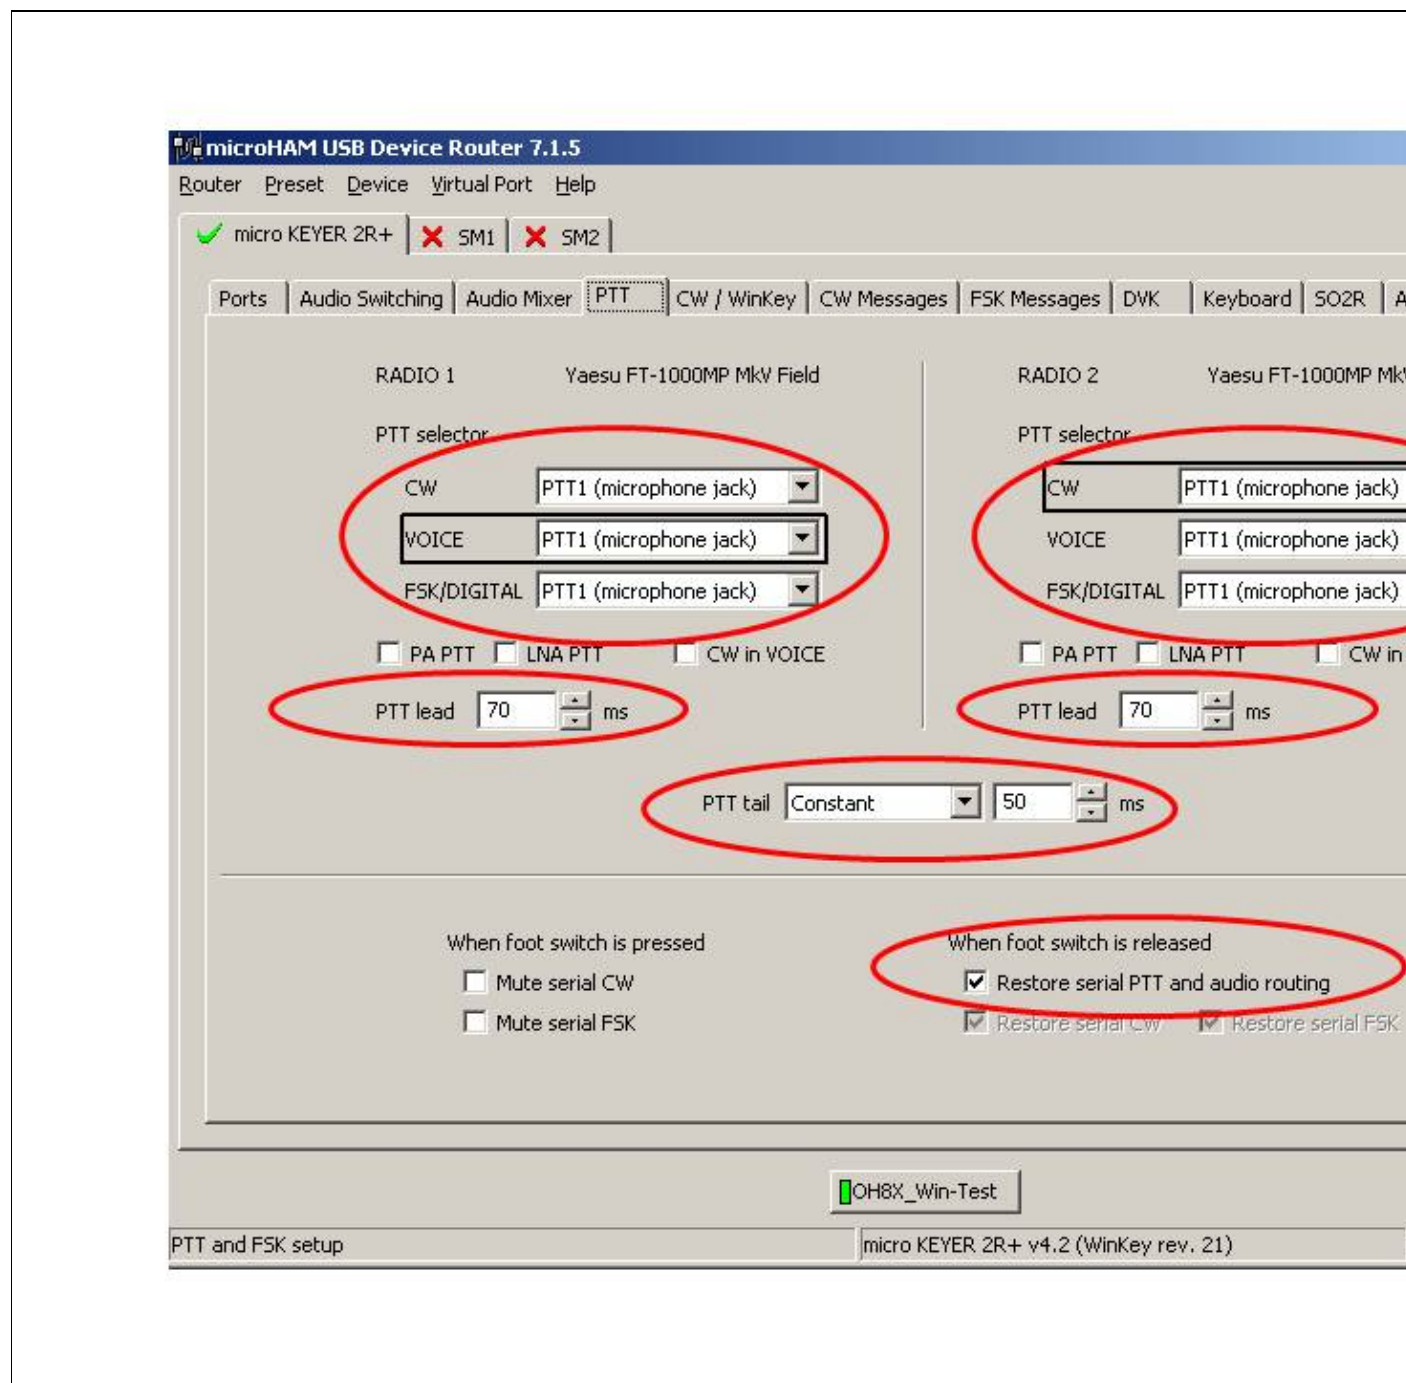 microHAM USB Device Router 7.1.5
Router Preset Device Virtual Port Help
micro KEYER 2R+ SM1 SM2
Ports Audio Switching Audio Mixer PTT CW / WinKey CW Messages FSK Messages DVK Keyboard SO2R A
RADIO 1 Yaesu FT-1000MP MkV Field
PTT selector
CW PTT1 (microphone jack)
VOICE PTT1 (microphone jack)
FSK/DIGITAL PTT1 (microphone jack)
PA PTT LNA PTT CW in VOICE
PTT lead 70 ms
RADIO 2 Yaesu FT-1000MP MkV
PTT selector
CW PTT1 (microphone jack)
VOICE PTT1 (microphone jack)
FSK/DIGITAL PTT1 (microphone jack)
PA PTT LNA PTT CW in
PTT lead 70 ms
PTT tail Constant 50 ms
When foot switch is pressed
Mute serial CW
Mute serial FSK
When foot switch is released
Restore serial PTT and audio routing
Restore serial CW Restore serial FSK
OH8X_Win-Test
PTT and FSK setup
micro KEYER 2R+ v4.2 (WinKey rev. 21)